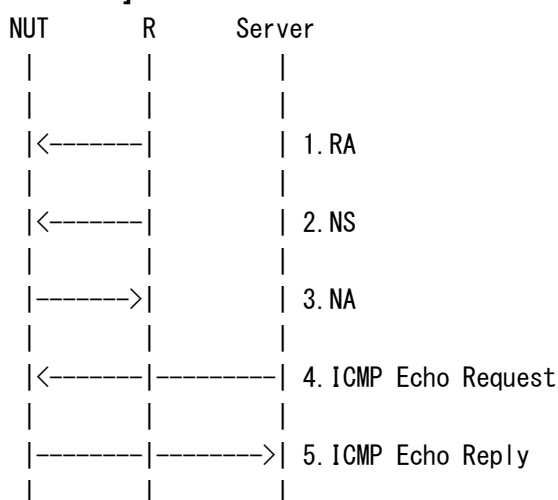 ]
NUT R Server
| | |
| | |
|<-------| | 1.RA
| | |
|<-------| | 2.NS
| | |
|------->| | 3.NA
| | |
|<-------|---------| 4.ICMP Echo Request
| | |
|--------|-------->| 5.ICMP Echo Reply
| | |